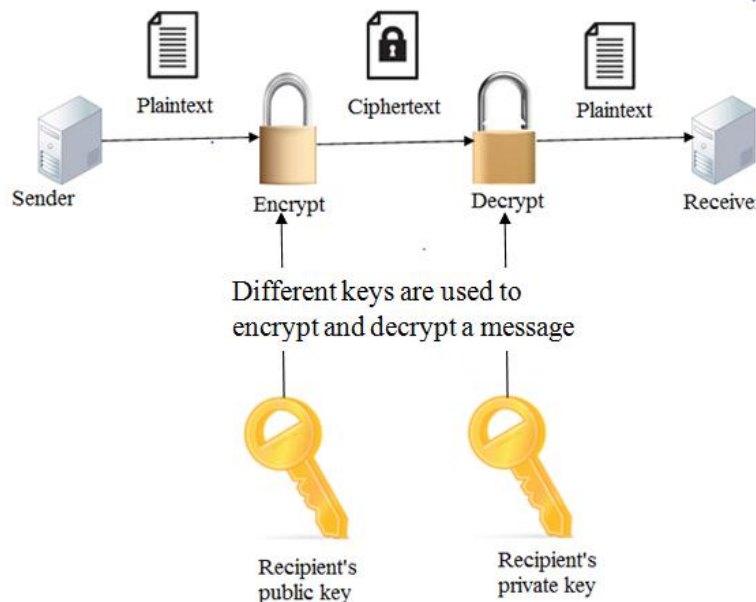 Plaintext
Ciphertext
Plaintext
Sender
Encrypt
Decrypt
Receive
Different keys are used to
encrypt and decrypt a message
Recipient's
public key
Recipient's
private key